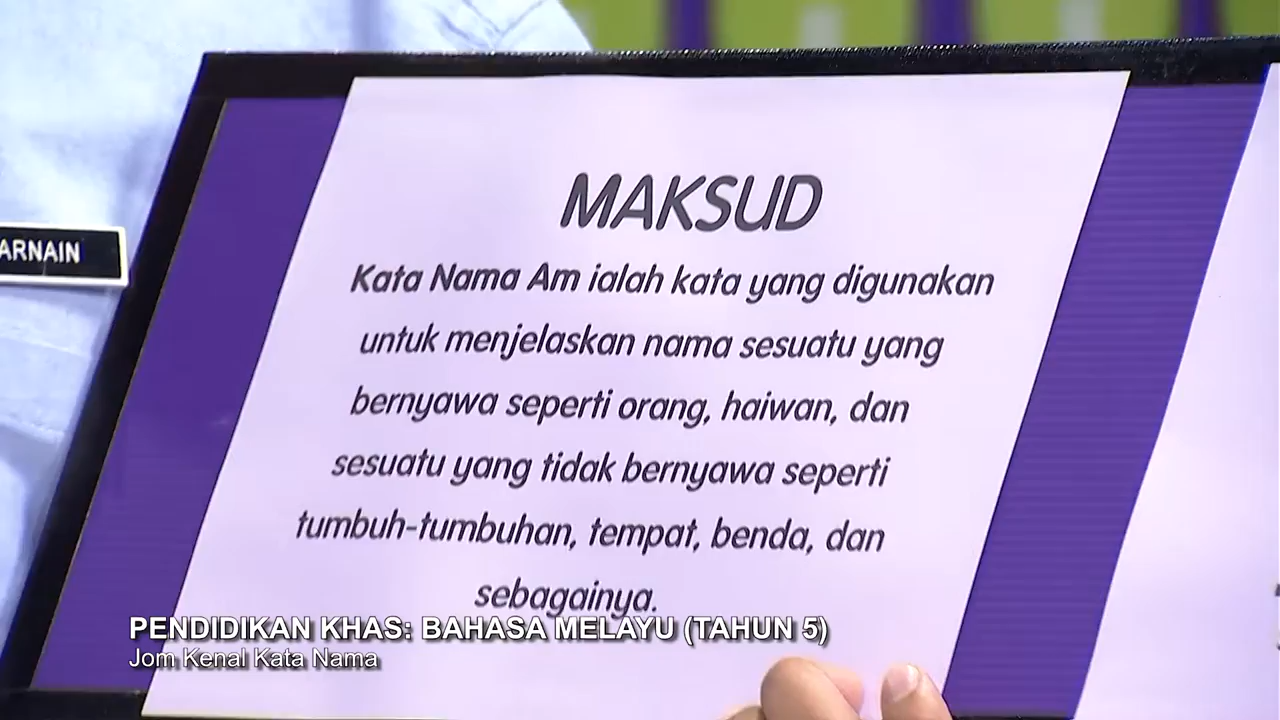 ARNAIN
MAKSUD
Kata Nama Am ialah kata yang digunakan
untuk menjelaskan nama sesuatu yang
bernyawa seperti orang, haiwan, dan
sesuatu yang tidak bernyawa seperti
tumbuh-tumbuhan, tempat, benda, dan
sebagainya.
PENDIDIKAN KHAS: BAHASA MELAYU (TAHUN 5)
Jom Kenal Kata Nama